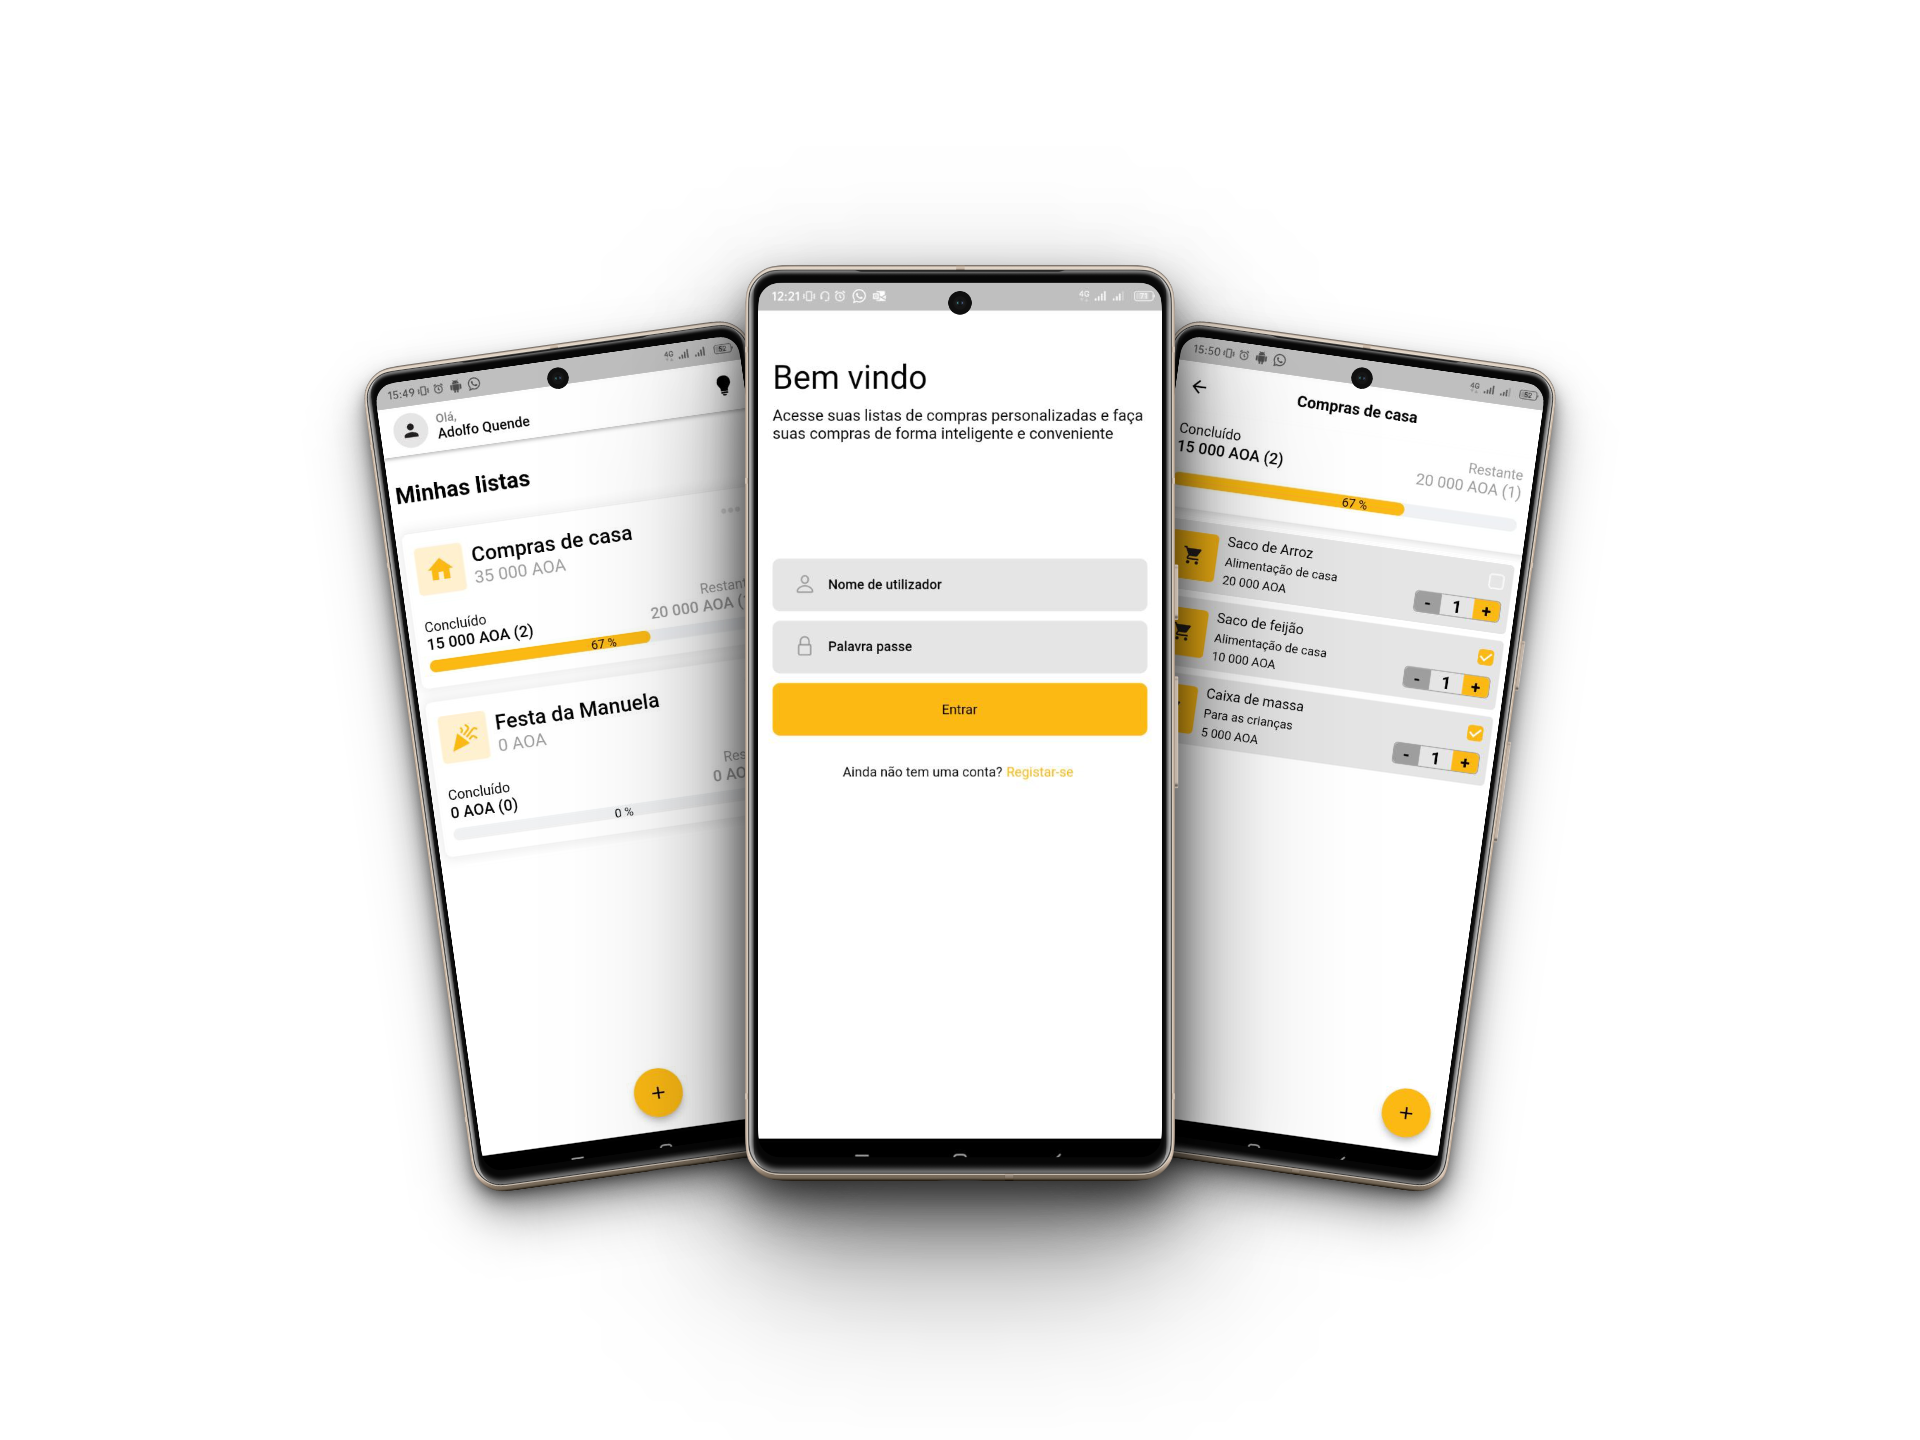 15:49
4G
52
Olá,
Adolfo Quende
Minhas listas
Compras de casa
35 000 AOA
Concluído
15 000 AOA (2)
20 000 AOA
67 %
Festa da Manuela
0 AOA
Concluído
0 AOA (0)
0 AO
0 %
+
12:21
4G
Bem vindo
Acesse suas listas de compras personalizadas e faça
suas compras de forma inteligente e conveniente
Nome de utilizador
Palavra passe
Entrar
Ainda não tem uma conta? Registar-se
15:50
4G
52
Compras de casa
Concluído
15 000 AOA (2)
Restante
20 000 AOA (1)
67 %
Saco de Arroz
Alimentação de casa
20 000 AOA
- 1 +
Saco de feijão
Alimentação de casa
10 000 AOA
- 1 +
Caixa de massa
Para as crianças
5 000 AOA
- 1 +
+